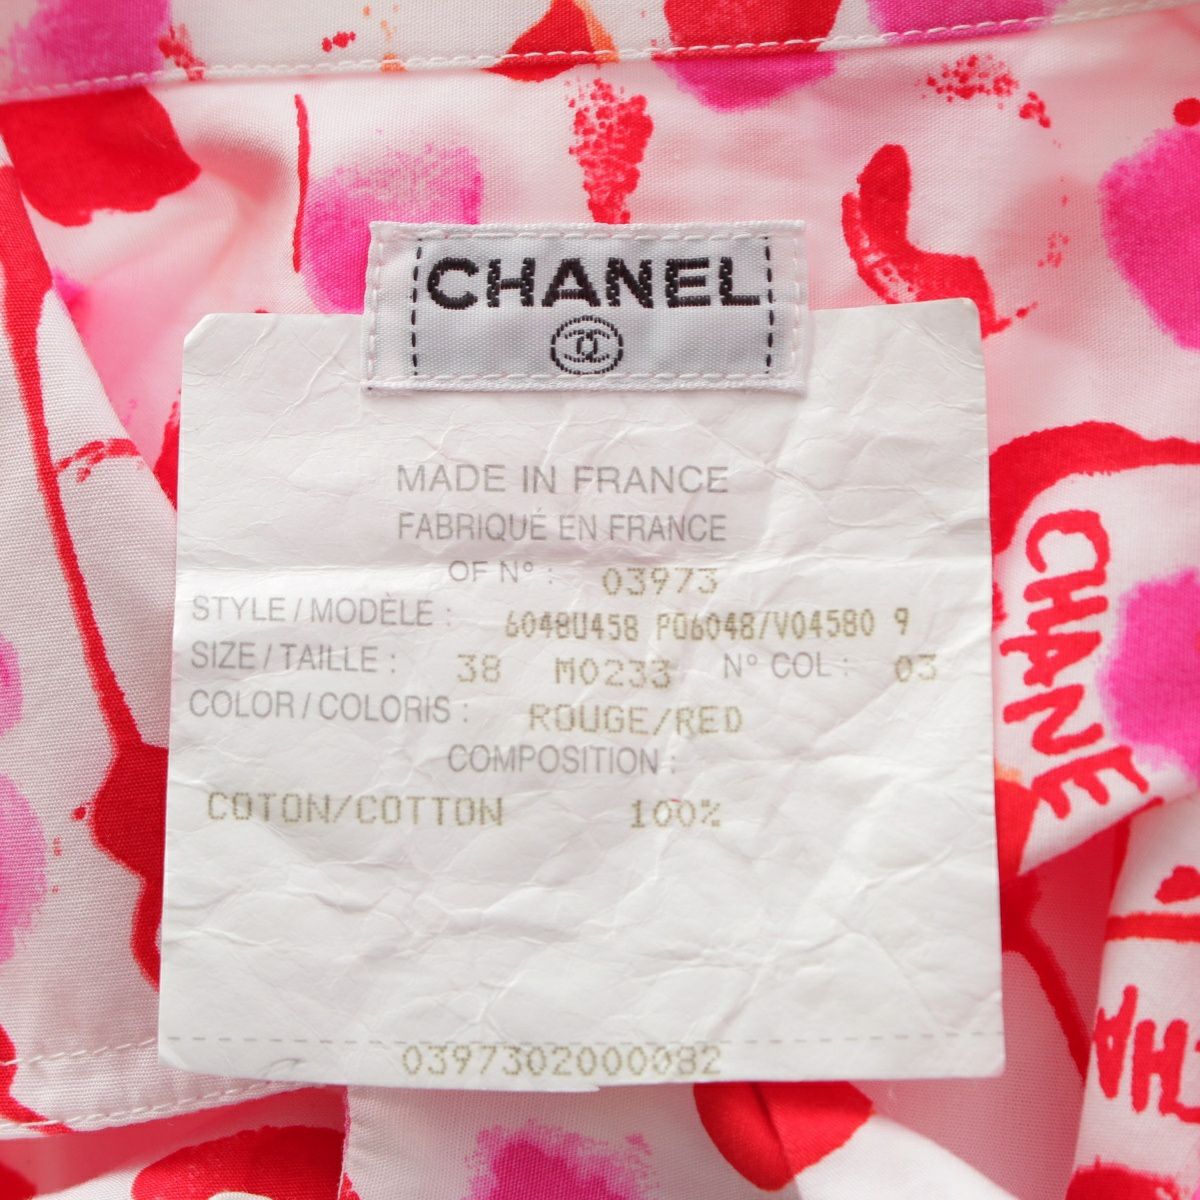 CHANEL
MADE IN FRANCE
FABRIQUÉ EN FRANCE
OF N° : 03973
STYLE / MODÈLE : 6048U458 P06048/V04580 9
SIZE / TAILLE : 38 M0233 N° COL : 03
COLOR / COLORIS : ROUGE/RED
COMPOSITION :
COTON/COTTON 100%
0397302000082
CHANE
CHA